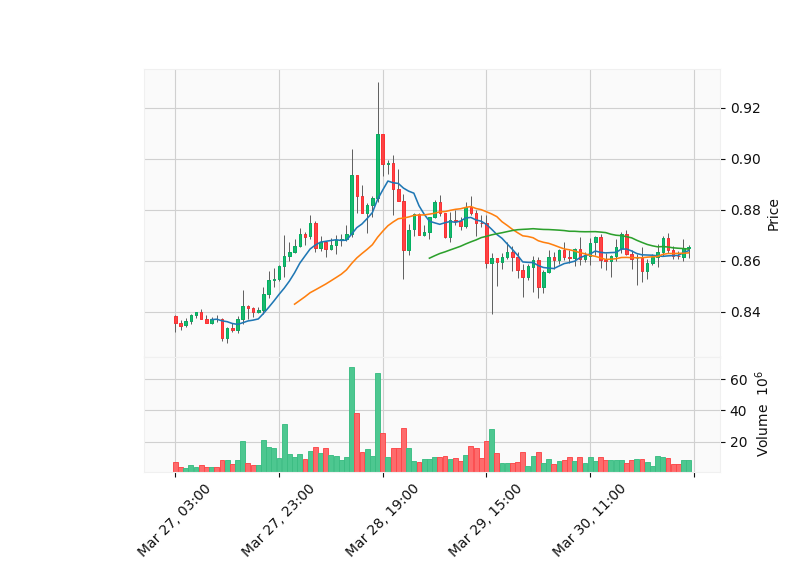 0.92
0.90
0.88
0.86
0.84
Price
60
40
20
Volume 10^6
Mar 27, 03:00
Mar 27, 23:00
Mar 28, 19:00
Mar 29, 15:00
Mar 30, 11:00